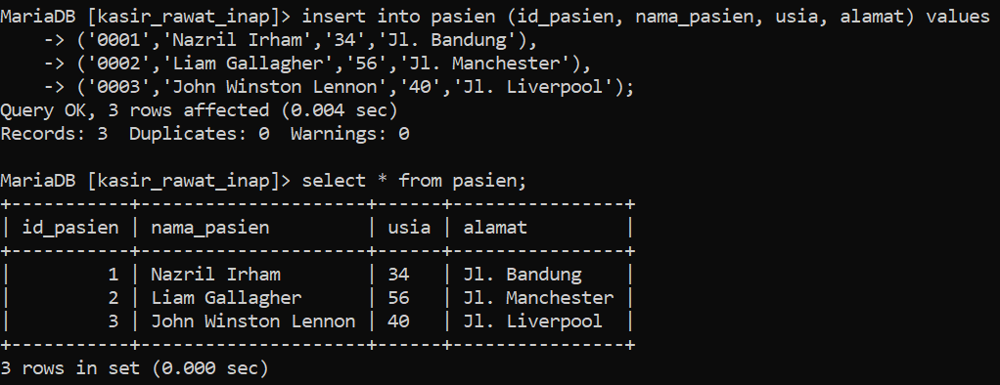 MariaDB [kasir_rawat_inap]> insert into pasien (id_pasien, nama_pasien, usia, alamat) values
    -> ('0001','Nazril Irham','34','Jl. Bandung'),
    -> ('0002','Liam Gallagher','56','Jl. Manchester'),
    -> ('0003','John Winston Lennon','40','Jl. Liverpool');
Query OK, 3 rows affected (0.004 sec)
Records: 3  Duplicates: 0  Warnings: 0

MariaDB [kasir_rawat_inap]> select * from pasien;
+-----------+---------------------+------+----------------+
| id_pasien | nama_pasien         | usia | alamat         |
+-----------+---------------------+------+----------------+
|         1 | Nazril Irham        | 34   | Jl. Bandung    |
|         2 | Liam Gallagher      | 56   | Jl. Manchester |
|         3 | John Winston Lennon | 40   | Jl. Liverpool  |
+-----------+---------------------+------+----------------+
3 rows in set (0.000 sec)